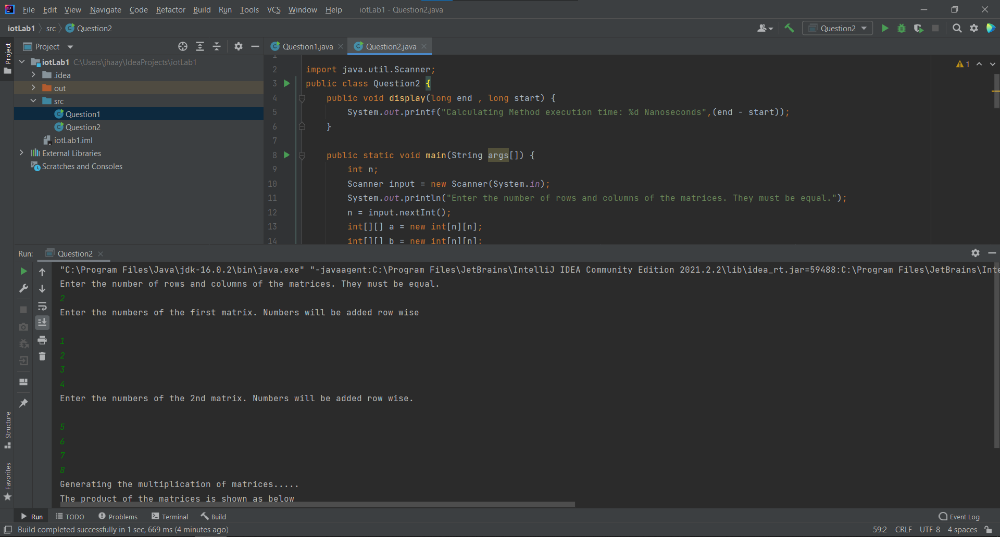 File Edit View Navigate Code Refactor Build Run Tools VCS Window Help iotLab1 - Question2.java
iotLab1 src Question2
Question2
Project
Project
Question1.java
Question2.java
iotLab1 C:\Users\jhaay\IdeaProjects\iotLab1
.idea
out
src
Question1
Question2
iotLab1.iml
External Libraries
Scratches and Consoles
1
1
2 import java.util.Scanner;
3 public class Question2 {
4 public void display(long end , long start) {
5 System.out.printf("Calculating Method execution time: %d Nanoseconds",(end - start));
6 }
7
8 public static void main(String args[]) {
9 int n;
10 Scanner input = new Scanner(System.in);
11 System.out.println("Enter the number of rows and columns of the matrices. They must be equal.");
12 n = input.nextInt();
13 int[][] a = new int[n][n];
14 int[][] b = new int[n][n];
Run: Question2
"C:\Program Files\Java\jdk-16.0.2\bin\java.exe" "-javaagent:C:\Program Files\JetBrains\IntelliJ IDEA Community Edition 2021.2.2\lib\idea_rt.jar=59488:C:\Program Files\JetBrains\Inte
Enter the number of rows and columns of the matrices. They must be equal.
2
Enter the numbers of the first matrix. Numbers will be added row wise
1
2
3
4
Enter the numbers of the 2nd matrix. Numbers will be added row wise.
5
6
7
8
Generating the multiplication of matrices.....
The product of the matrices is shown as below
Structure
Favorites
Run TODO Problems Terminal Build Event Log
Build completed successfully in 1 sec, 669 ms (4 minutes ago) 59:2 CRLF UTF-8 4 spaces